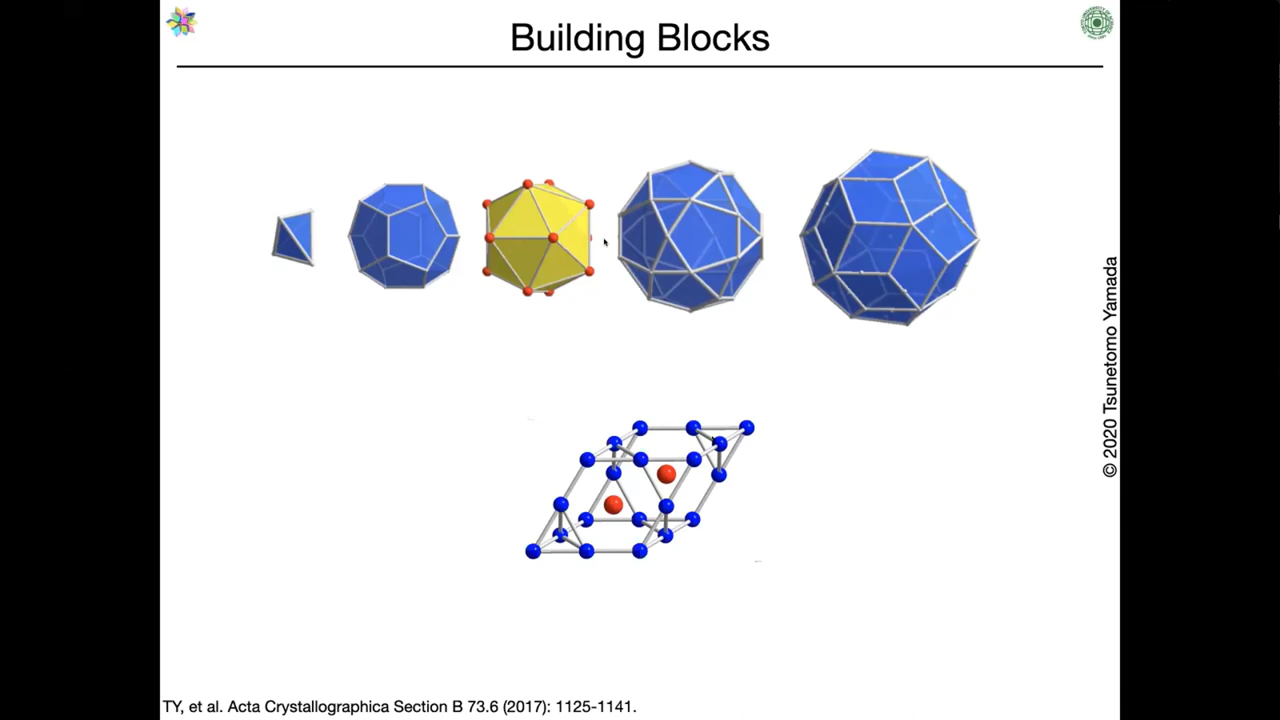 Building Blocks
© 2020 Tsunetomo Yamada
TY, et al. Acta Crystallographica Section B 73.6 (2017): 1125-1141.